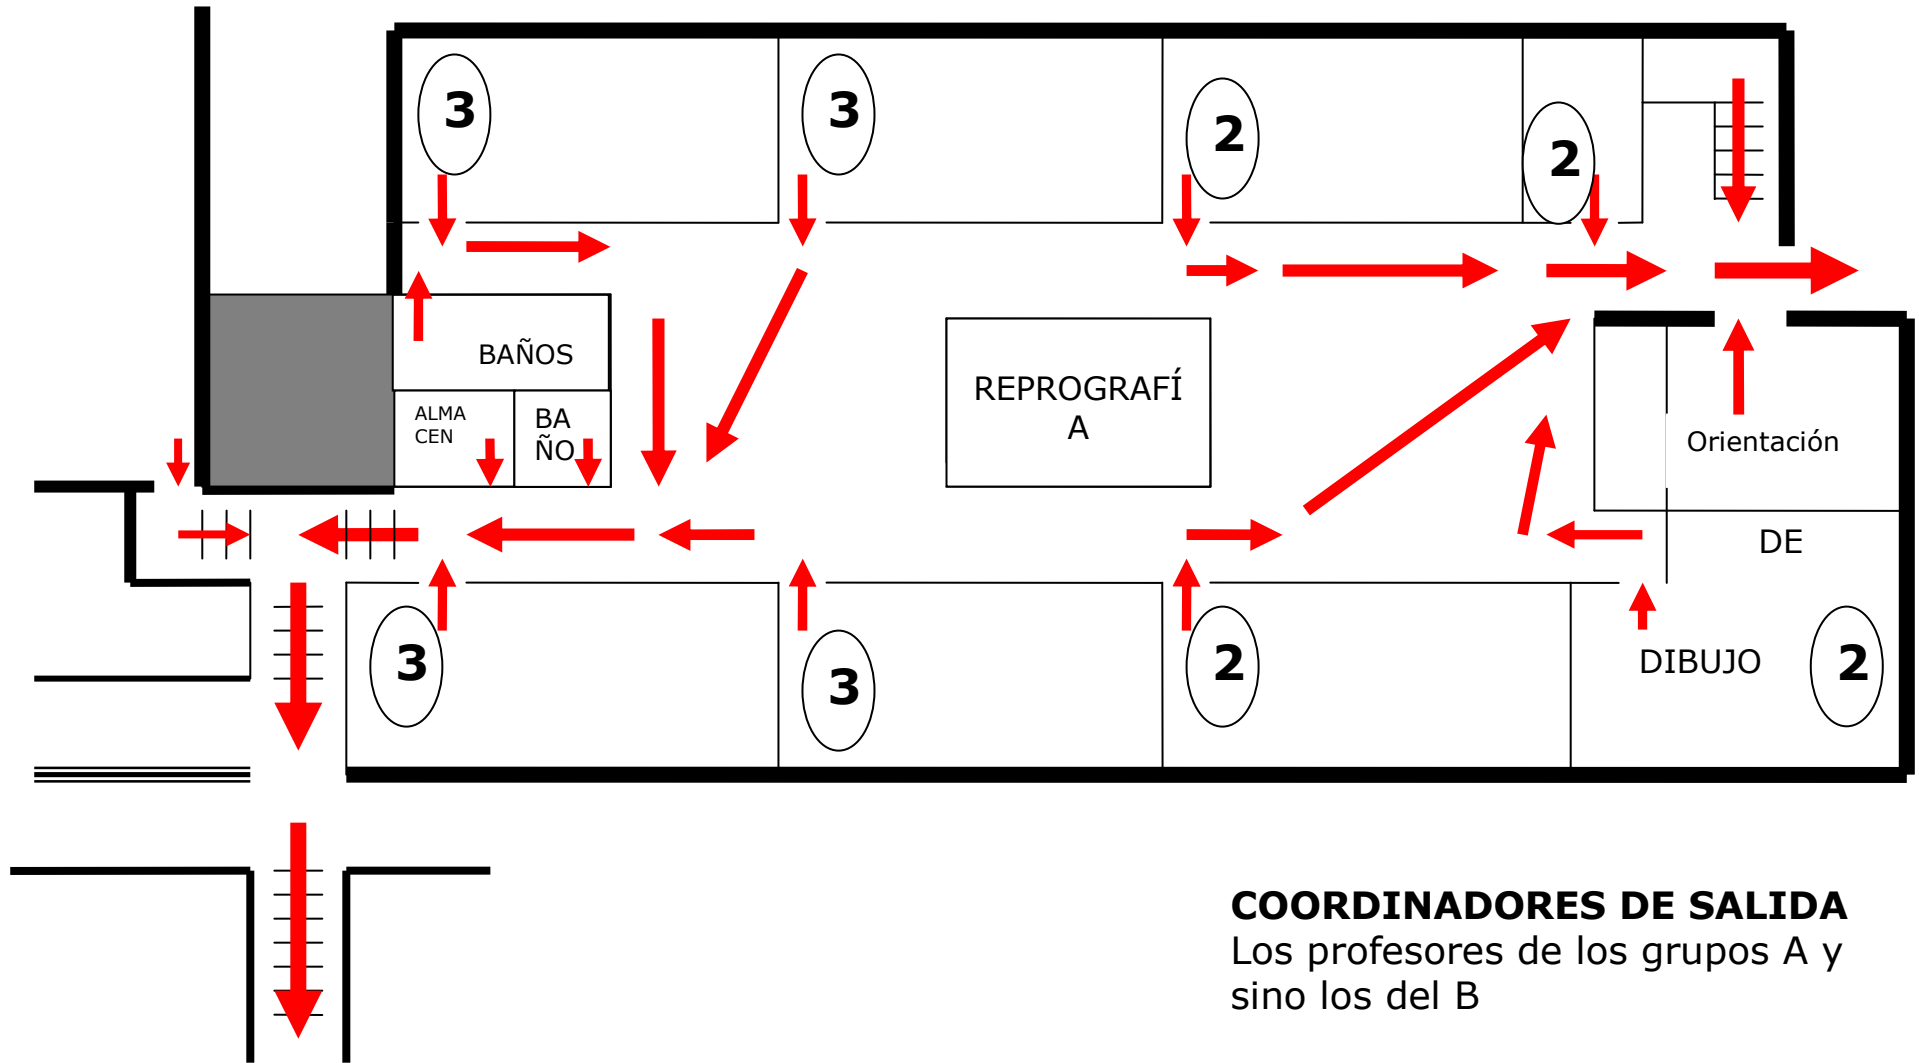 3
3
2
2
BAÑOS
REPROGRAFÍ
A
ALMA
CEN
BA
ÑO
Orientación
DE
DIBUJO
3
3
2
2
COORDINADORES DE SALIDA
Los profesores de los grupos A y
sino los del B